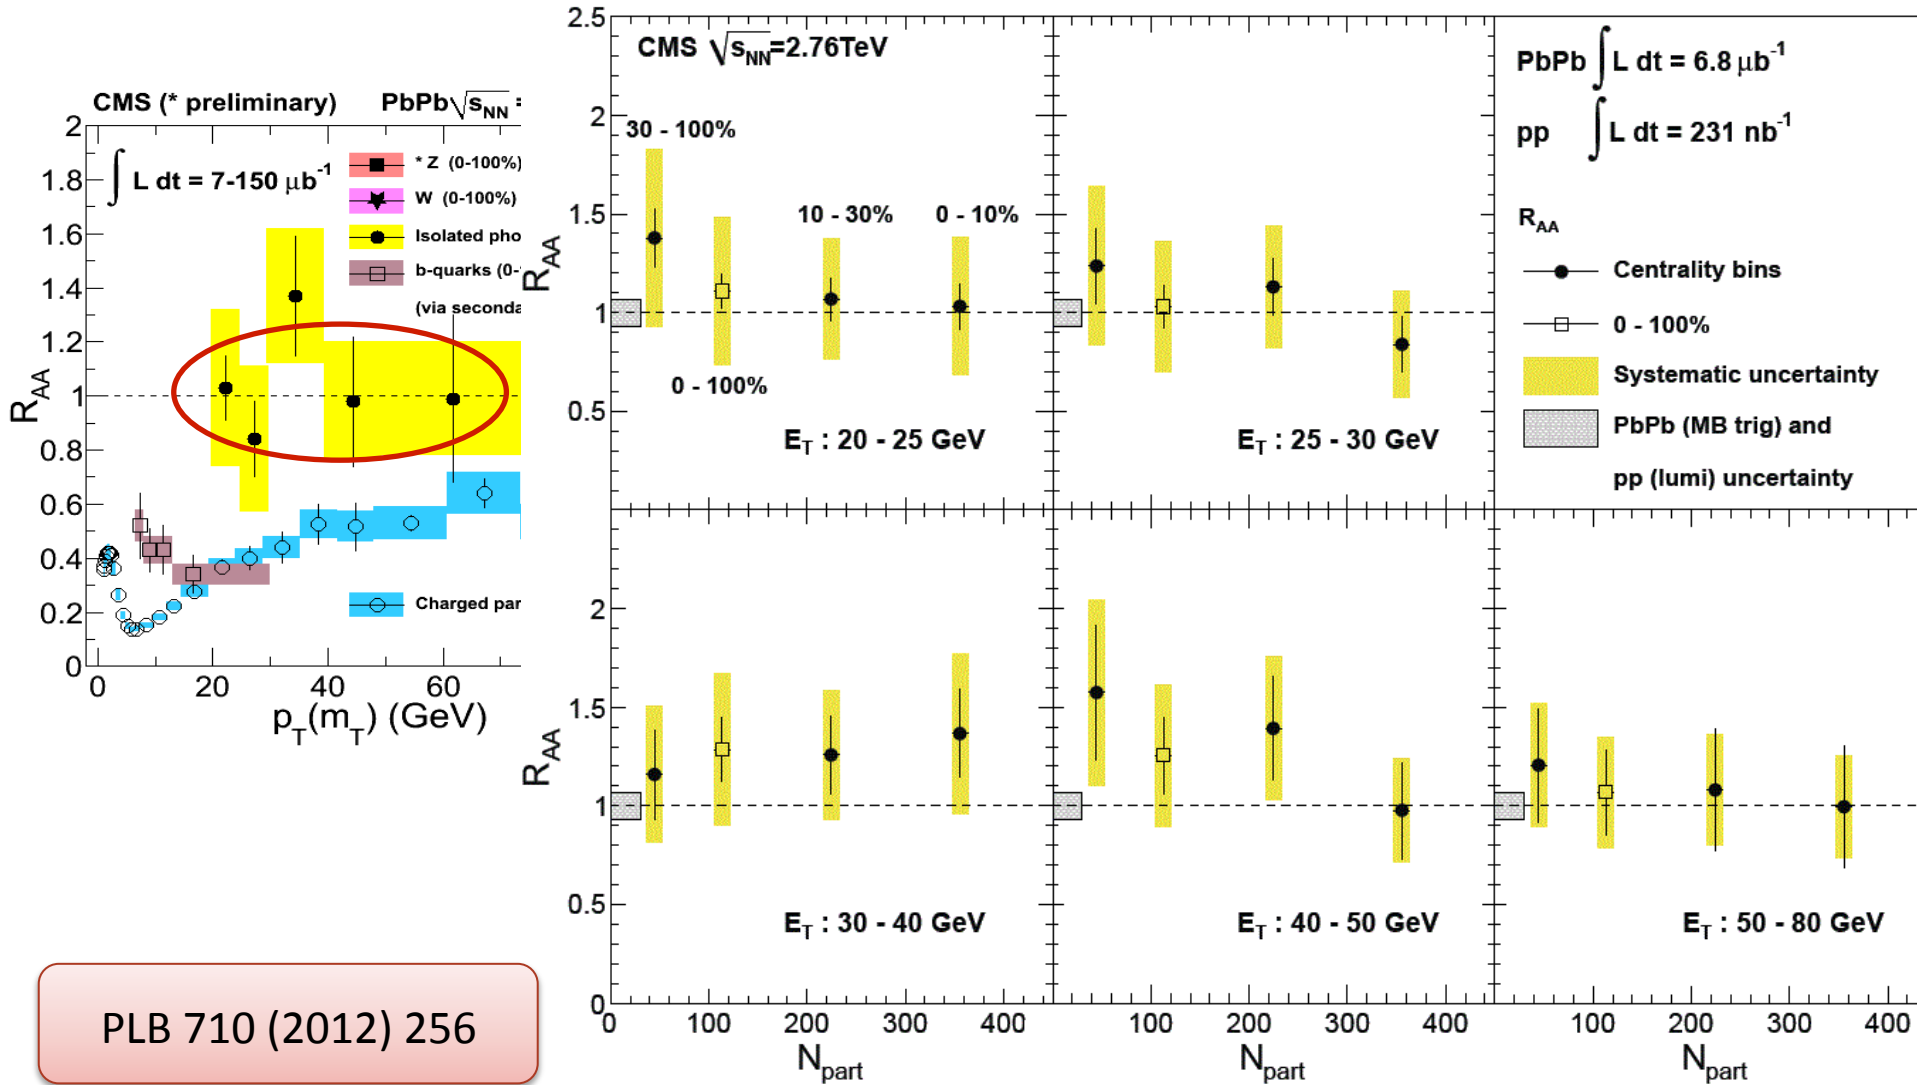 CMS (* preliminary) PbPb √sNN =
∫ L dt = 7-150 μb-1
* Z (0-100%)
W (0-100%)
Isolated pho
b-quarks (0-
(via seconda
Charged par
RAA
2
1.8
1.6
1.4
1.2
1
0.8
0.6
0.4
0.2
0
0 20 40 60
pT(mT) (GeV)
PLB 710 (2012) 256
CMS √sNN=2.76TeV
30 - 100%
10 - 30% 0 - 10%
0 - 100%
ET : 20 - 25 GeV
RAA
2.5
2
1.5
1
0.5
ET : 25 - 30 GeV
PbPb ∫ L dt = 6.8 μb-1
pp ∫ L dt = 231 nb-1
RAA
Centrality bins
0 - 100%
Systematic uncertainty
PbPb (MB trig) and
pp (lumi) uncertainty
RAA
2
1.5
1
0.5
0
ET : 30 - 40 GeV
ET : 40 - 50 GeV
ET : 50 - 80 GeV
0 100 200 300 400
100 200 300 400
100 200 300 400
Npart
Npart
Npart